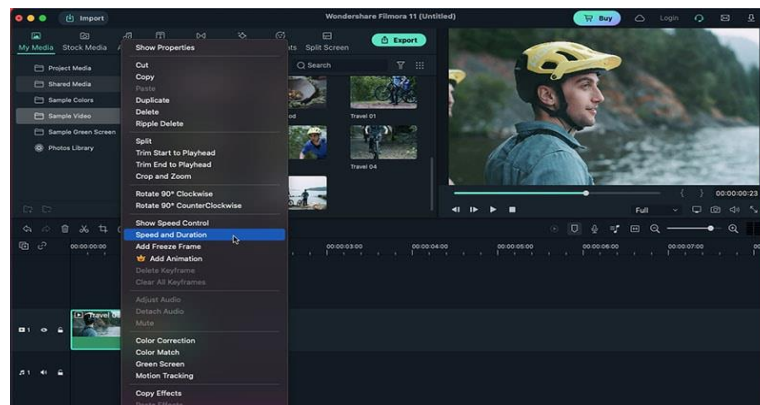 Wondershare Filmora 11 (Untitled)
Import
Buy
Login
My Media
Stock Media
Split Screen
Export
Project Media
Shared Media
Sample Colors
Sample Video
Sample Green Screen
Photos Library
Search
Travel 01
Travel 04
Show Properties
Cut
Copy
Paste
Duplicate
Delete
Ripple Delete
Split
Trim Start to Playhead
Trim End to Playhead
Crop and Zoom
Rotate 90° Clockwise
Rotate 90° CounterClockwise
Show Speed Control
Speed and Duration
Add Freeze Frame
Add Animation
Delete Keyframe
Clear All Keyframes
Adjust Audio
Detach Audio
Mute
Color Correction
Color Match
Green Screen
Motion Tracking
Copy Effects
Paste Effects
00:00:00:23
Full
00:00:00:00
00:00:03:00
00:00:04:00
00:00:05:00
00:00:06:00
00:00:07:00
Travel
1
1